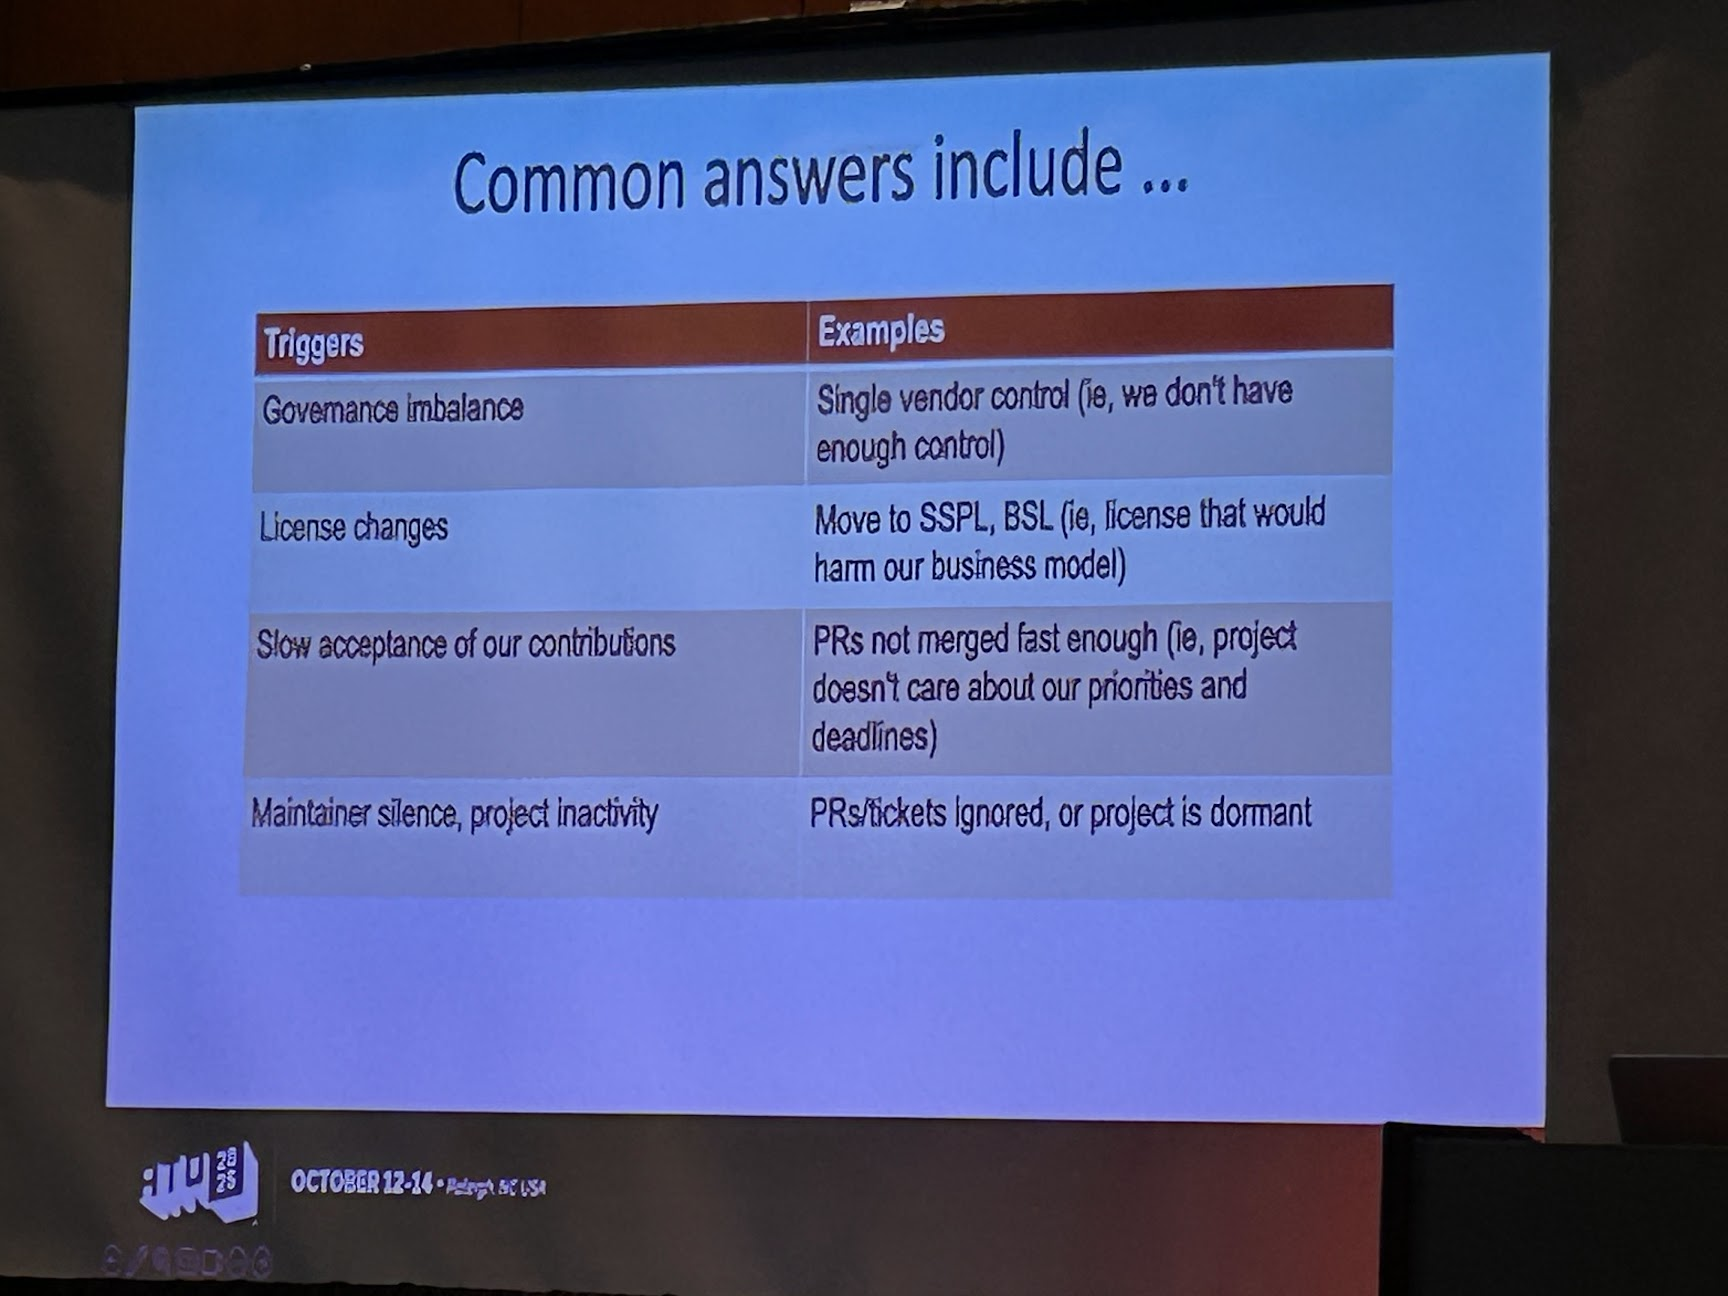 Common answers include ...
Triggers
Examples
Governance imbalance
Single vendor control (ie, we don't have
enough control)
License changes
Move to SSPL, BSL (ie, license that would
harm our business model)
Slow acceptance of our contributions
PRs not merged fast enough (ie, project
doesn't care about our priorities and
deadlines)
Maintainer silence, project inactivity
PRs/tickets ignored, or project is dormant
20
25
OCTOBER 12-14 • Raleigh, NC USA